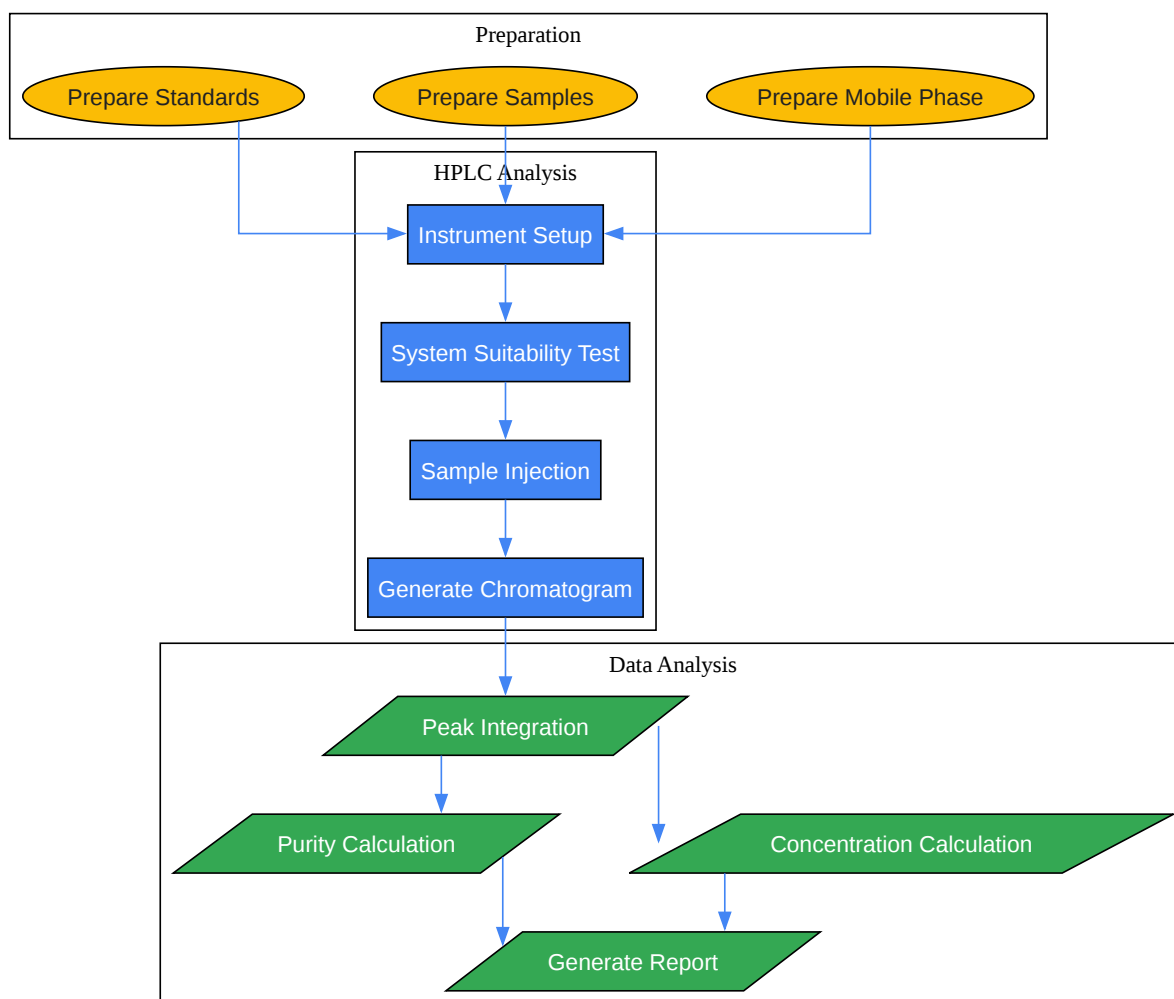 Preparation
Prepare Standards
Prepare Samples
Prepare Mobile Phase
HPLC Analysis
Instrument Setup
System Suitability Test
Sample Injection
Generate Chromatogram
Data Analysis
Peak Integration
Purity Calculation
Concentration Calculation
Generate Report